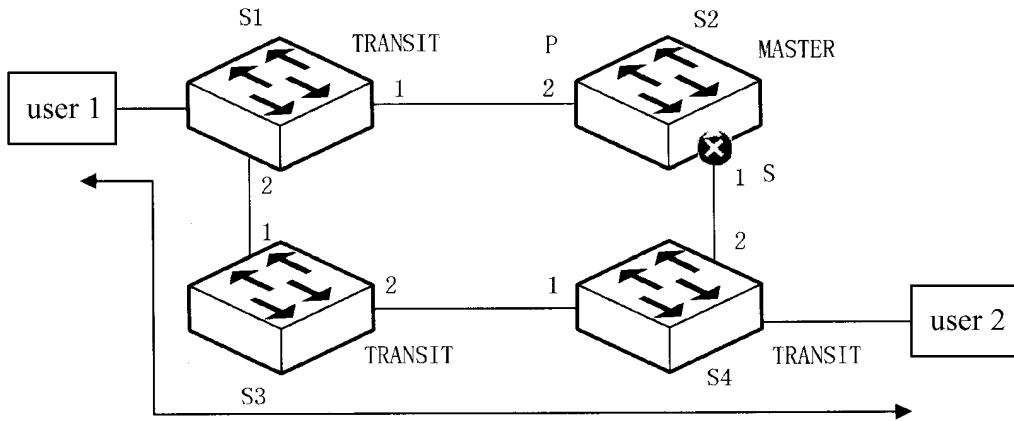 S1
S2
TRANSIT
P
MASTER
user 1
1
2
2
1
S
1
2
2
1
user 2
TRANSIT
TRANSIT
S3
S4